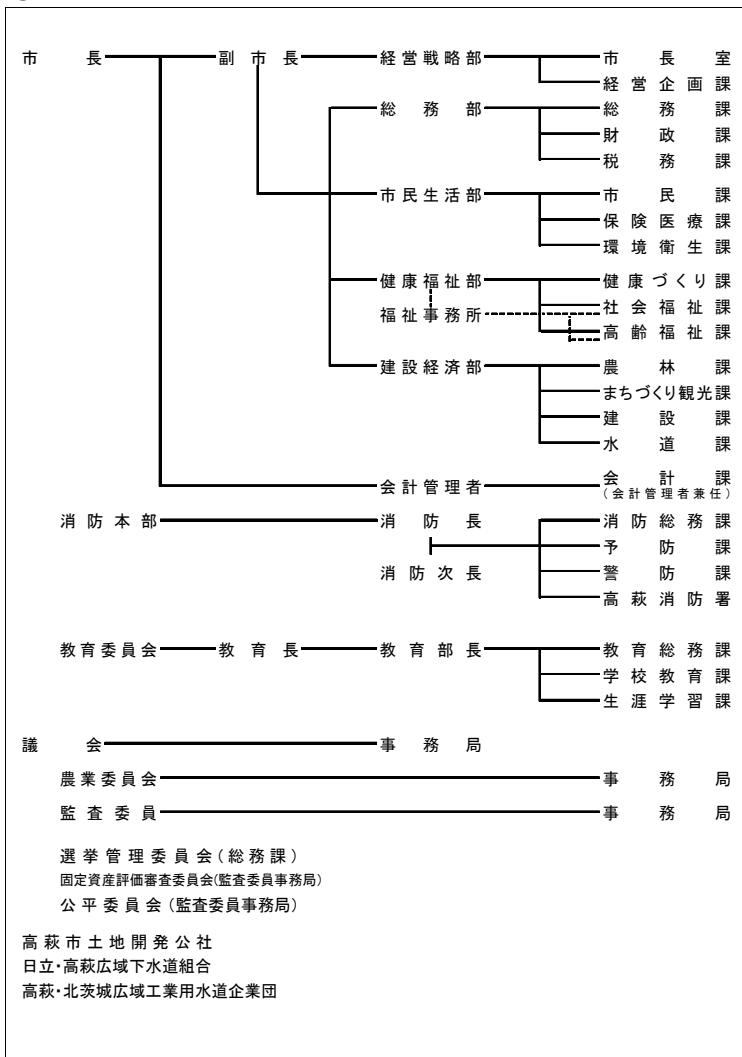 市長 副市長 経営戦略部 市長室
経営企画課
総務部 総務課
財政課
税務課
市民生活部 市民課
保険医療課
環境衛生課
健康福祉部 健康づくり課
福祉事務所 社会福祉課
高齢福祉課
建設経済部 農林課
まちづくり観光課
建設課
水道課
会計管理者 会計課
(会計管理者兼任)
消防本部 消防長 消防総務課
予防課
消防次長 警防課
高萩消防署
教育委員会 教育長 教育部長 教育総務課
学校教育課
生涯学習課
議会 事務局
農業委員会 事務局
監査委員 事務局
選挙管理委員会(総務課)
固定資産評価審査委員会(監査委員事務局)
公平委員会(監査委員事務局)
高萩市土地開発公社
日立・高萩広域下水道組合
高萩・北茨城広域工業用水道企業団